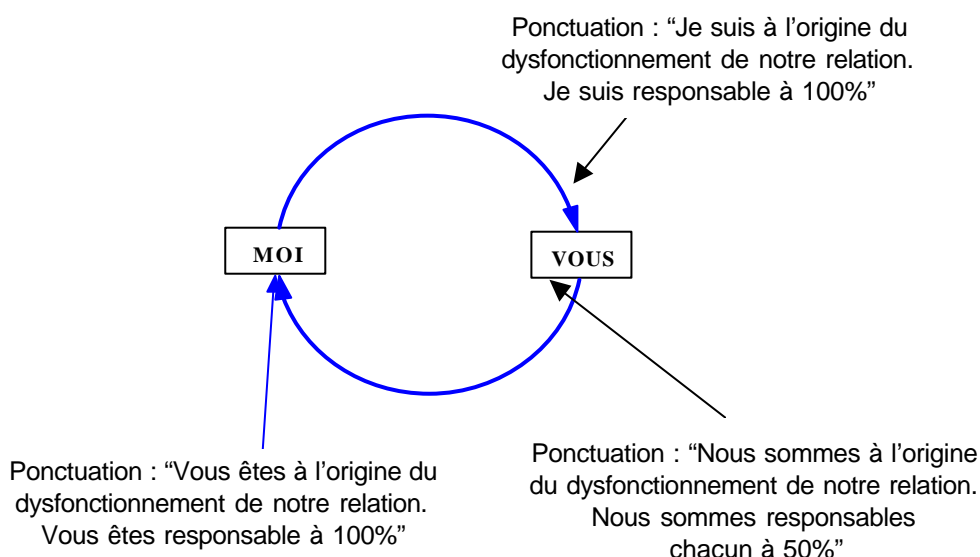 Ponctuation : “Je suis à l’origine du
dysfonctionnement de notre relation.
Je suis responsable à 100%”
MOI
VOUS
Ponctuation : “Vous êtes à l’origine du
dysfonctionnement de notre relation.
Vous êtes responsable à 100%”
Ponctuation : “Nous sommes à l’origine
du dysfonctionnement de notre relation.
Nous sommes responsables
chacun à 50%”